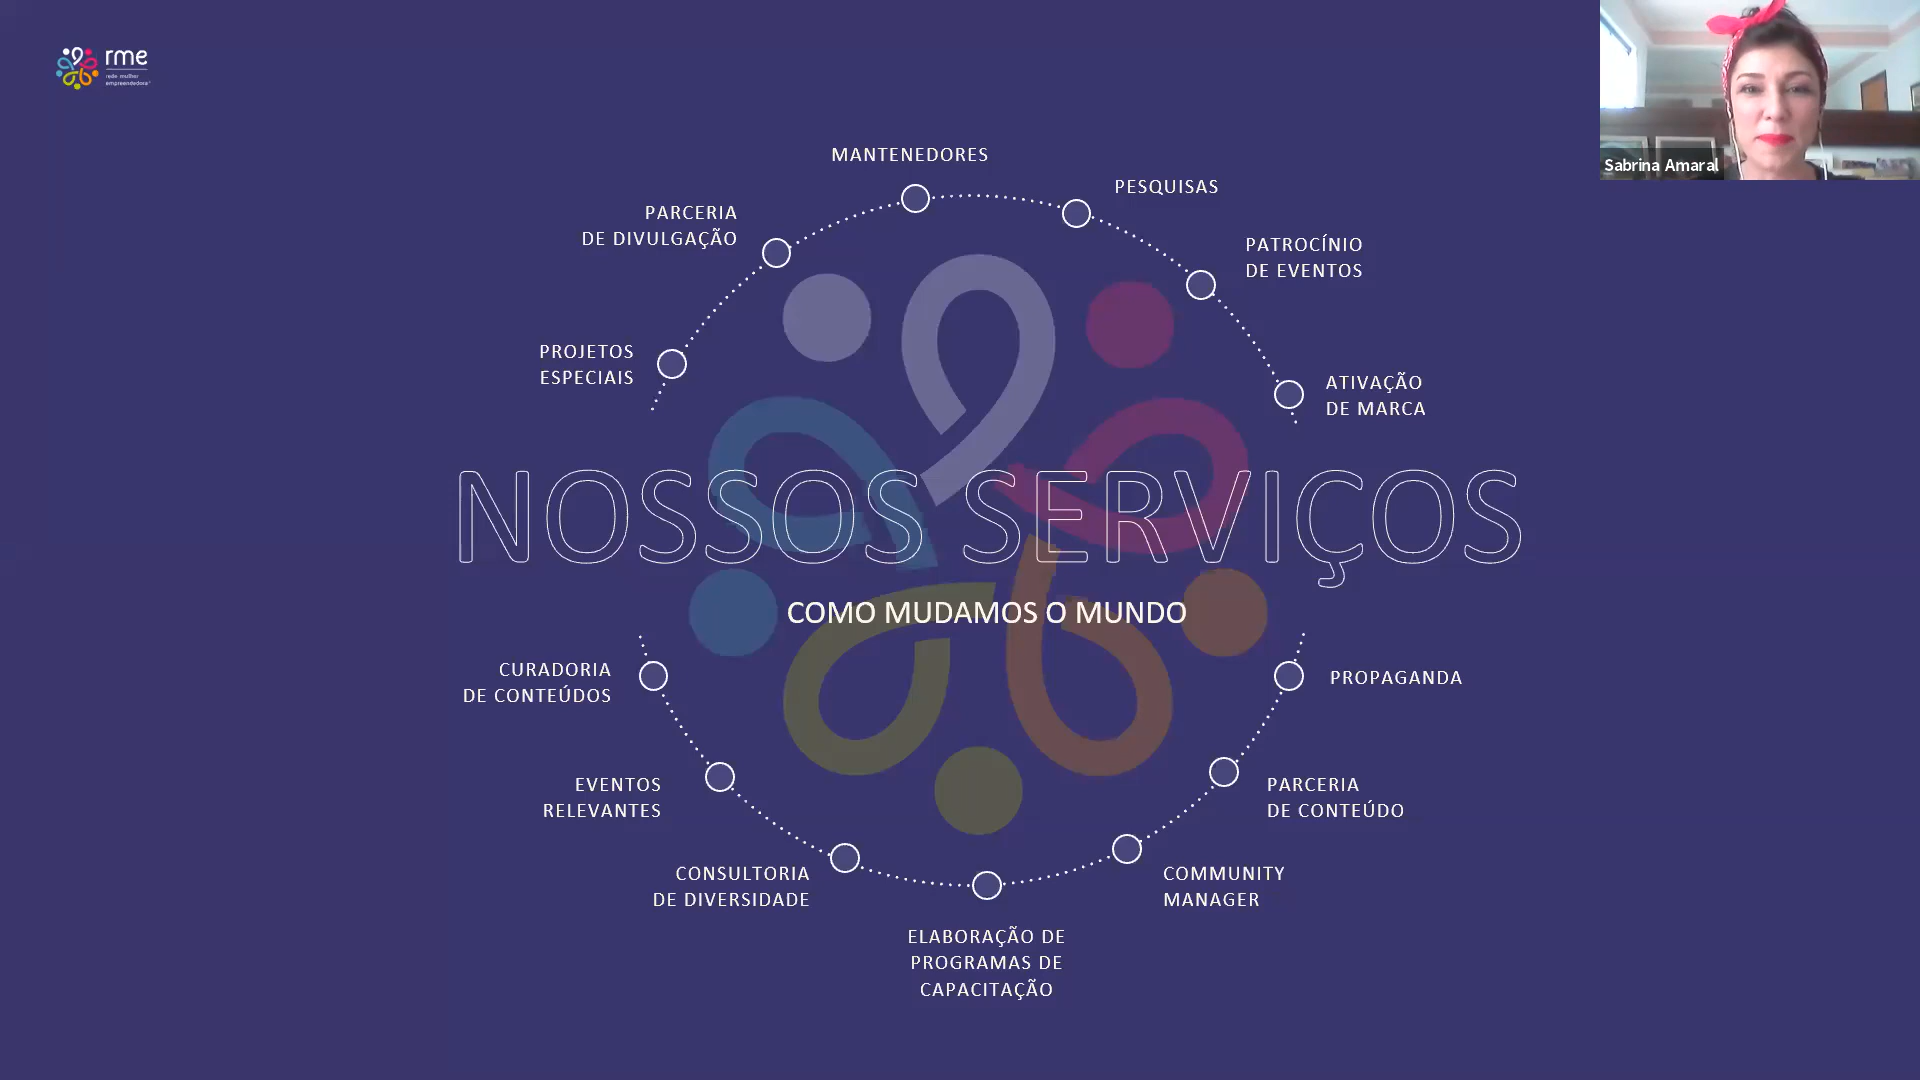 rme
rede mulher
empreendedora
Sabrina Amaral
MANTENEDORES
PESQUISAS
PARCERIA
DE DIVULGAÇÃO
PATROCÍNIO
DE EVENTOS
PROJETOS
ESPECIAIS
ATIVAÇÃO
DE MARCA
NOSSOS SERVIÇOS
COMO MUDAMOS O MUNDO
CURADORIA
DE CONTEÚDOS
PROPAGANDA
EVENTOS
RELEVANTES
PARCERIA
DE CONTEÚDO
CONSULTORIA
DE DIVERSIDADE
COMMUNITY
MANAGER
ELABORAÇÃO DE
PROGRAMAS DE
CAPACITAÇÃO